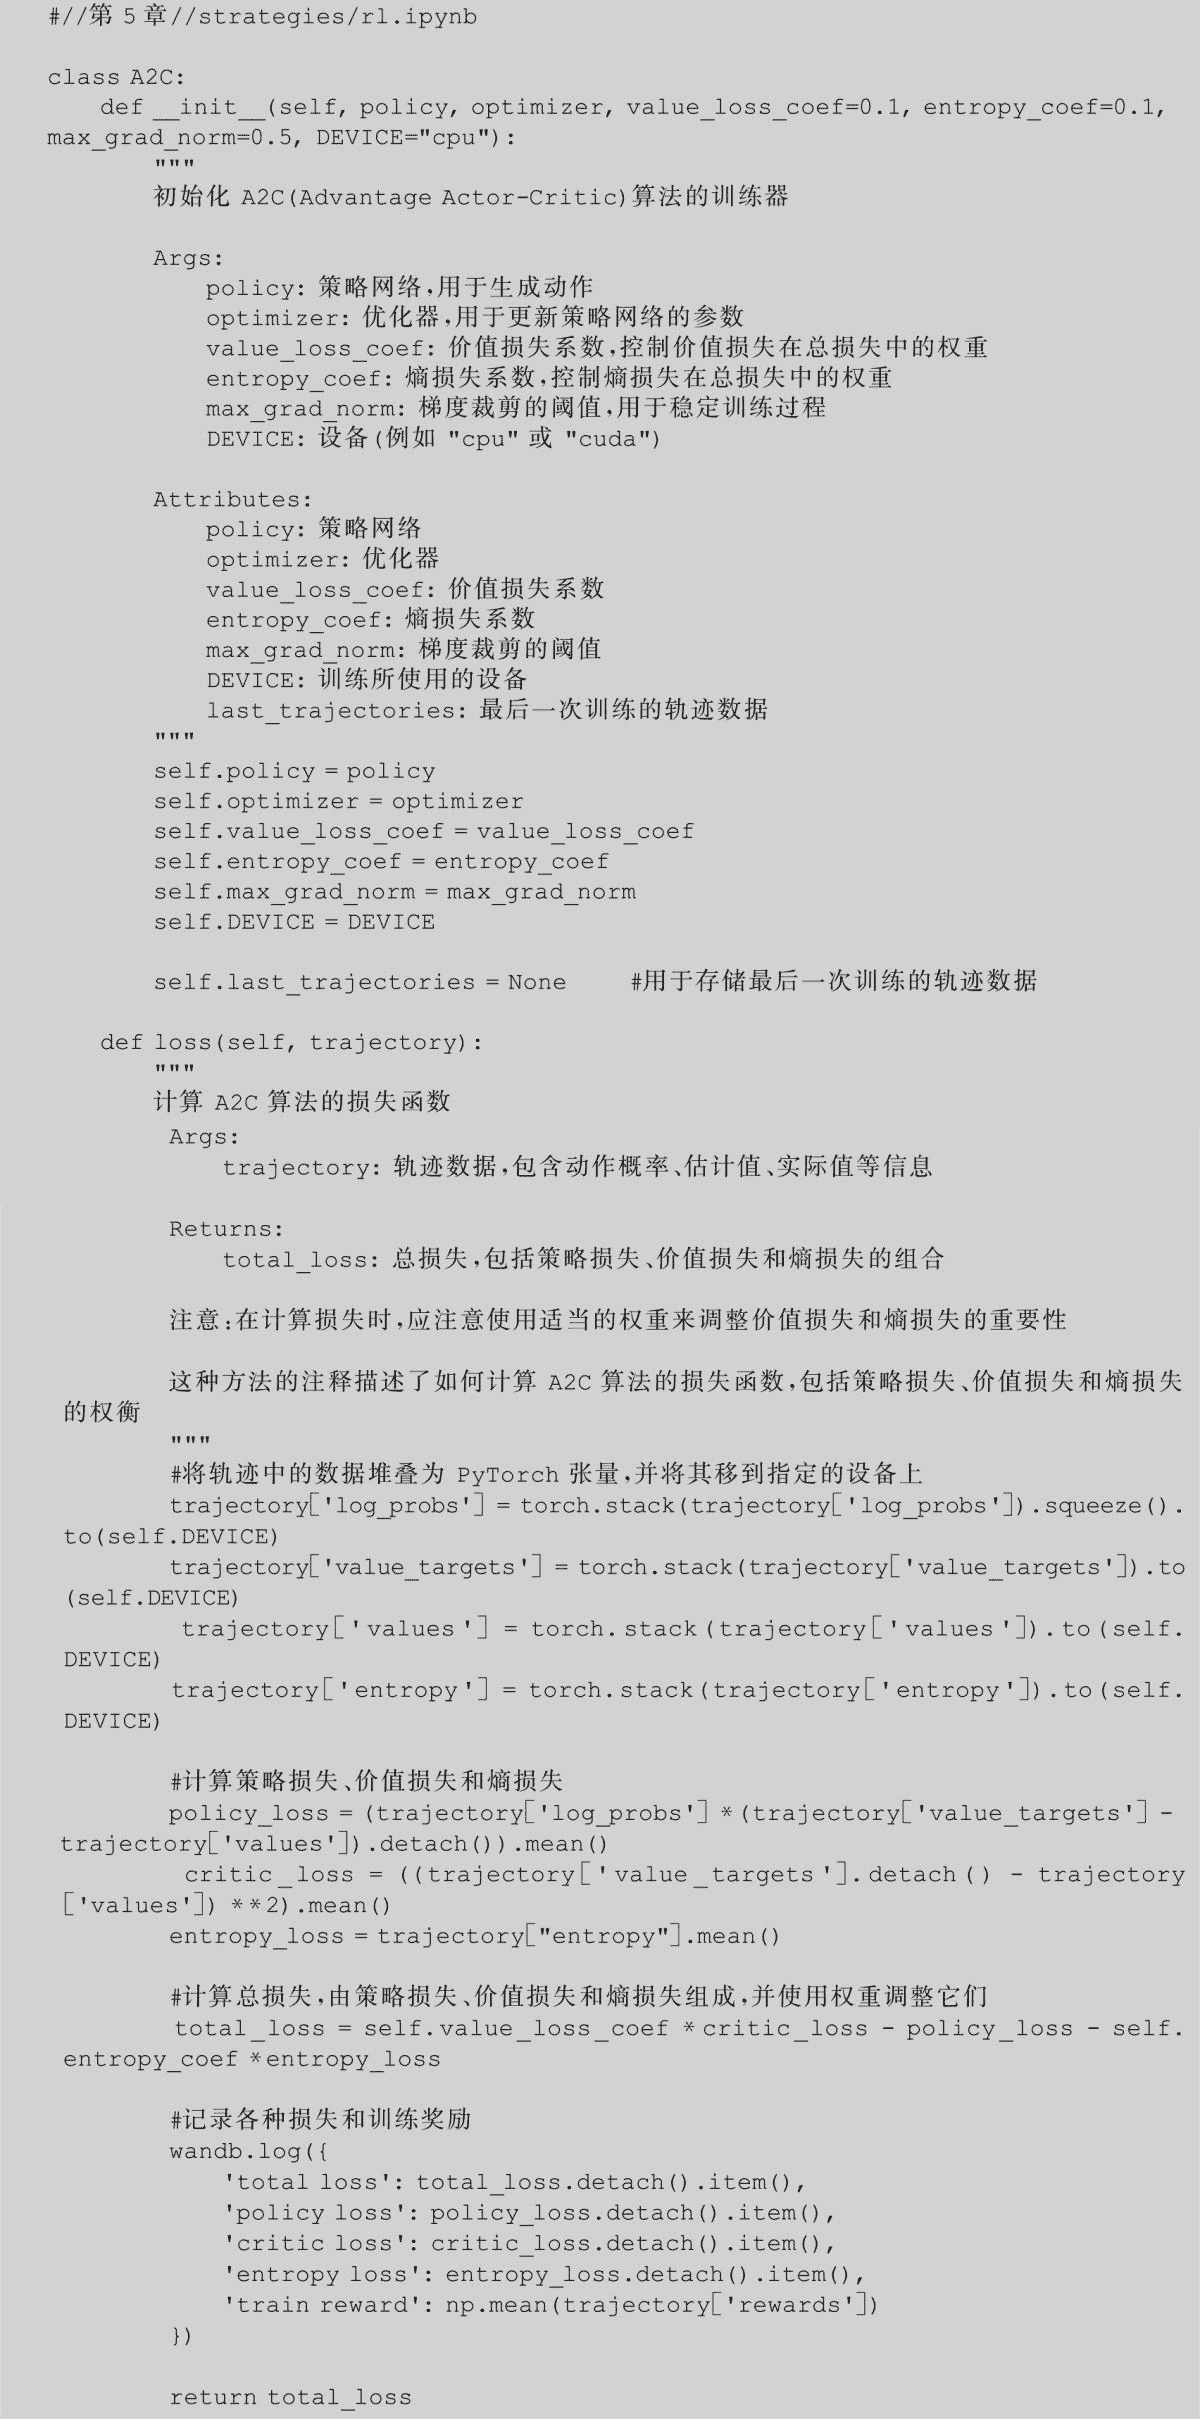 #//第 5 章//strategies/rl.ipynb
class A2C:
def __init__(self, policy, optimizer, value_loss_coef=0.1, entropy_coef=0.1,
max_grad_norm=0.5, DEVICE="cpu"):
"""
初始化 A2C(Advantage Actor-Critic)算法的训练器
Args:
policy: 策略网络,用于生成动作
optimizer: 优化器,用于更新策略网络的参数
value_loss_coef: 价值损失系数,控制价值损失在总损失中的权重
entropy_coef: 熵损失系数,控制熵损失在总损失中的权重
max_grad_norm: 梯度裁剪的阈值,用于稳定训练过程
DEVICE: 设备(例如 "cpu" 或 "cuda")
Attributes:
policy: 策略网络
optimizer: 优化器
value_loss_coef: 价值损失系数
entropy_coef: 熵损失系数
max_grad_norm: 梯度裁剪的阈值
DEVICE: 训练所使用的设备
last_trajectories: 最后一次训练的轨迹数据
"""
self.policy = policy
self.optimizer = optimizer
self.value_loss_coef = value_loss_coef
self.entropy_coef = entropy_coef
self.max_grad_norm = max_grad_norm
self.DEVICE = DEVICE
self.last_trajectories = None #用于存储最后一次训练的轨迹数据
def loss(self, trajectory):
"""
计算 A2C 算法的损失函数
Args:
trajectory: 轨迹数据,包含动作概率、估计值、实际值等信息
Returns:
total_loss: 总损失,包括策略损失、价值损失和熵损失的组合
注意:在计算损失时,应注意使用适当的权重来调整价值损失和熵损失的重要性
这种方法的注释描述了如何计算 A2C 算法的损失函数,包括策略损失、价值损失和熵损失
的权衡
"""
#将轨迹中的数据堆叠为 PyTorch 张量,并将其移到指定的设备上
trajectory['log_probs'] = torch.stack(trajectory['log_probs']).squeeze().
to(self.DEVICE)
trajectory['value_targets'] = torch.stack(trajectory['value_targets']).to
(self.DEVICE)
trajectory['values'] = torch.stack(trajectory['values']).to(self.
DEVICE)
trajectory['entropy'] = torch.stack(trajectory['entropy']).to(self.
DEVICE)
#计算策略损失、价值损失和熵损失
policy_loss = (trajectory['log_probs'] *(trajectory['value_targets'] -
trajectory['values']).detach()).mean()
critic_loss = ((trajectory['value_targets'].detach() - trajectory
['values']) **2).mean()
entropy_loss = trajectory["entropy"].mean()
#计算总损失,由策略损失、价值损失和熵损失组成,并使用权重调整它们
total_loss = self.value_loss_coef *critic_loss - policy_loss - self.
entropy_coef *entropy_loss
#记录各种损失和训练奖励
wandb.log({
'total loss': total_loss.detach().item(),
'policy loss': policy_loss.detach().item(),
'critic loss': critic_loss.detach().item(),
'entropy loss': entropy_loss.detach().item(),
'train reward': np.mean(trajectory['rewards'])
})
return total_loss